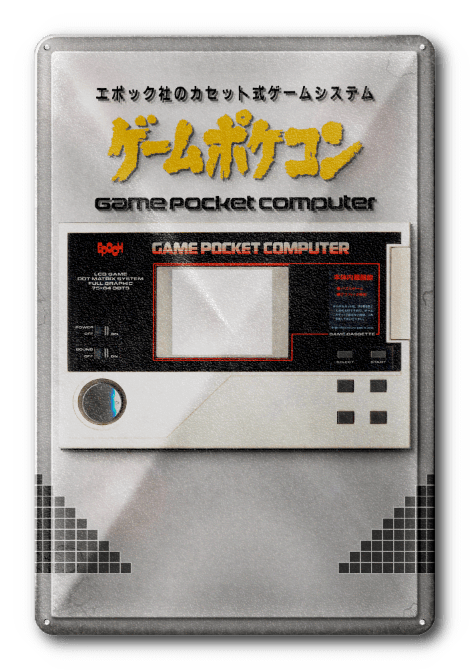 エポック社のカセット式ゲームシステム
ゲームポケコン
Game Pocket Computer
EPOCH
GAME POCKET COMPUTER
LCD GAME
DOT MATRIX SYSTEM
FULL GRAPHIC
75×64 DOTS
POWER
OFF ON
SOUND
OFF ON
GAME CASSETTE
SELECT
START